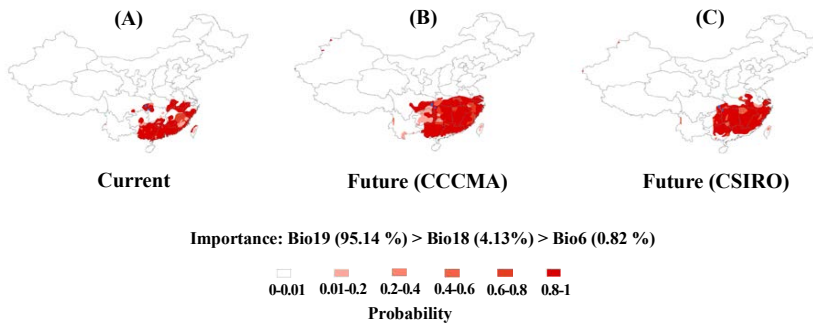 (A) (B) (C)
Current Future (CCCMA) Future (CSIRO)
Importance: Bio19 (95.14 %) > Bio18 (4.13%) > Bio6 (0.82 %)
0-0.01 0.01-0.2 0.2-0.4 0.4-0.6 0.6-0.8 0.8-1
Probability